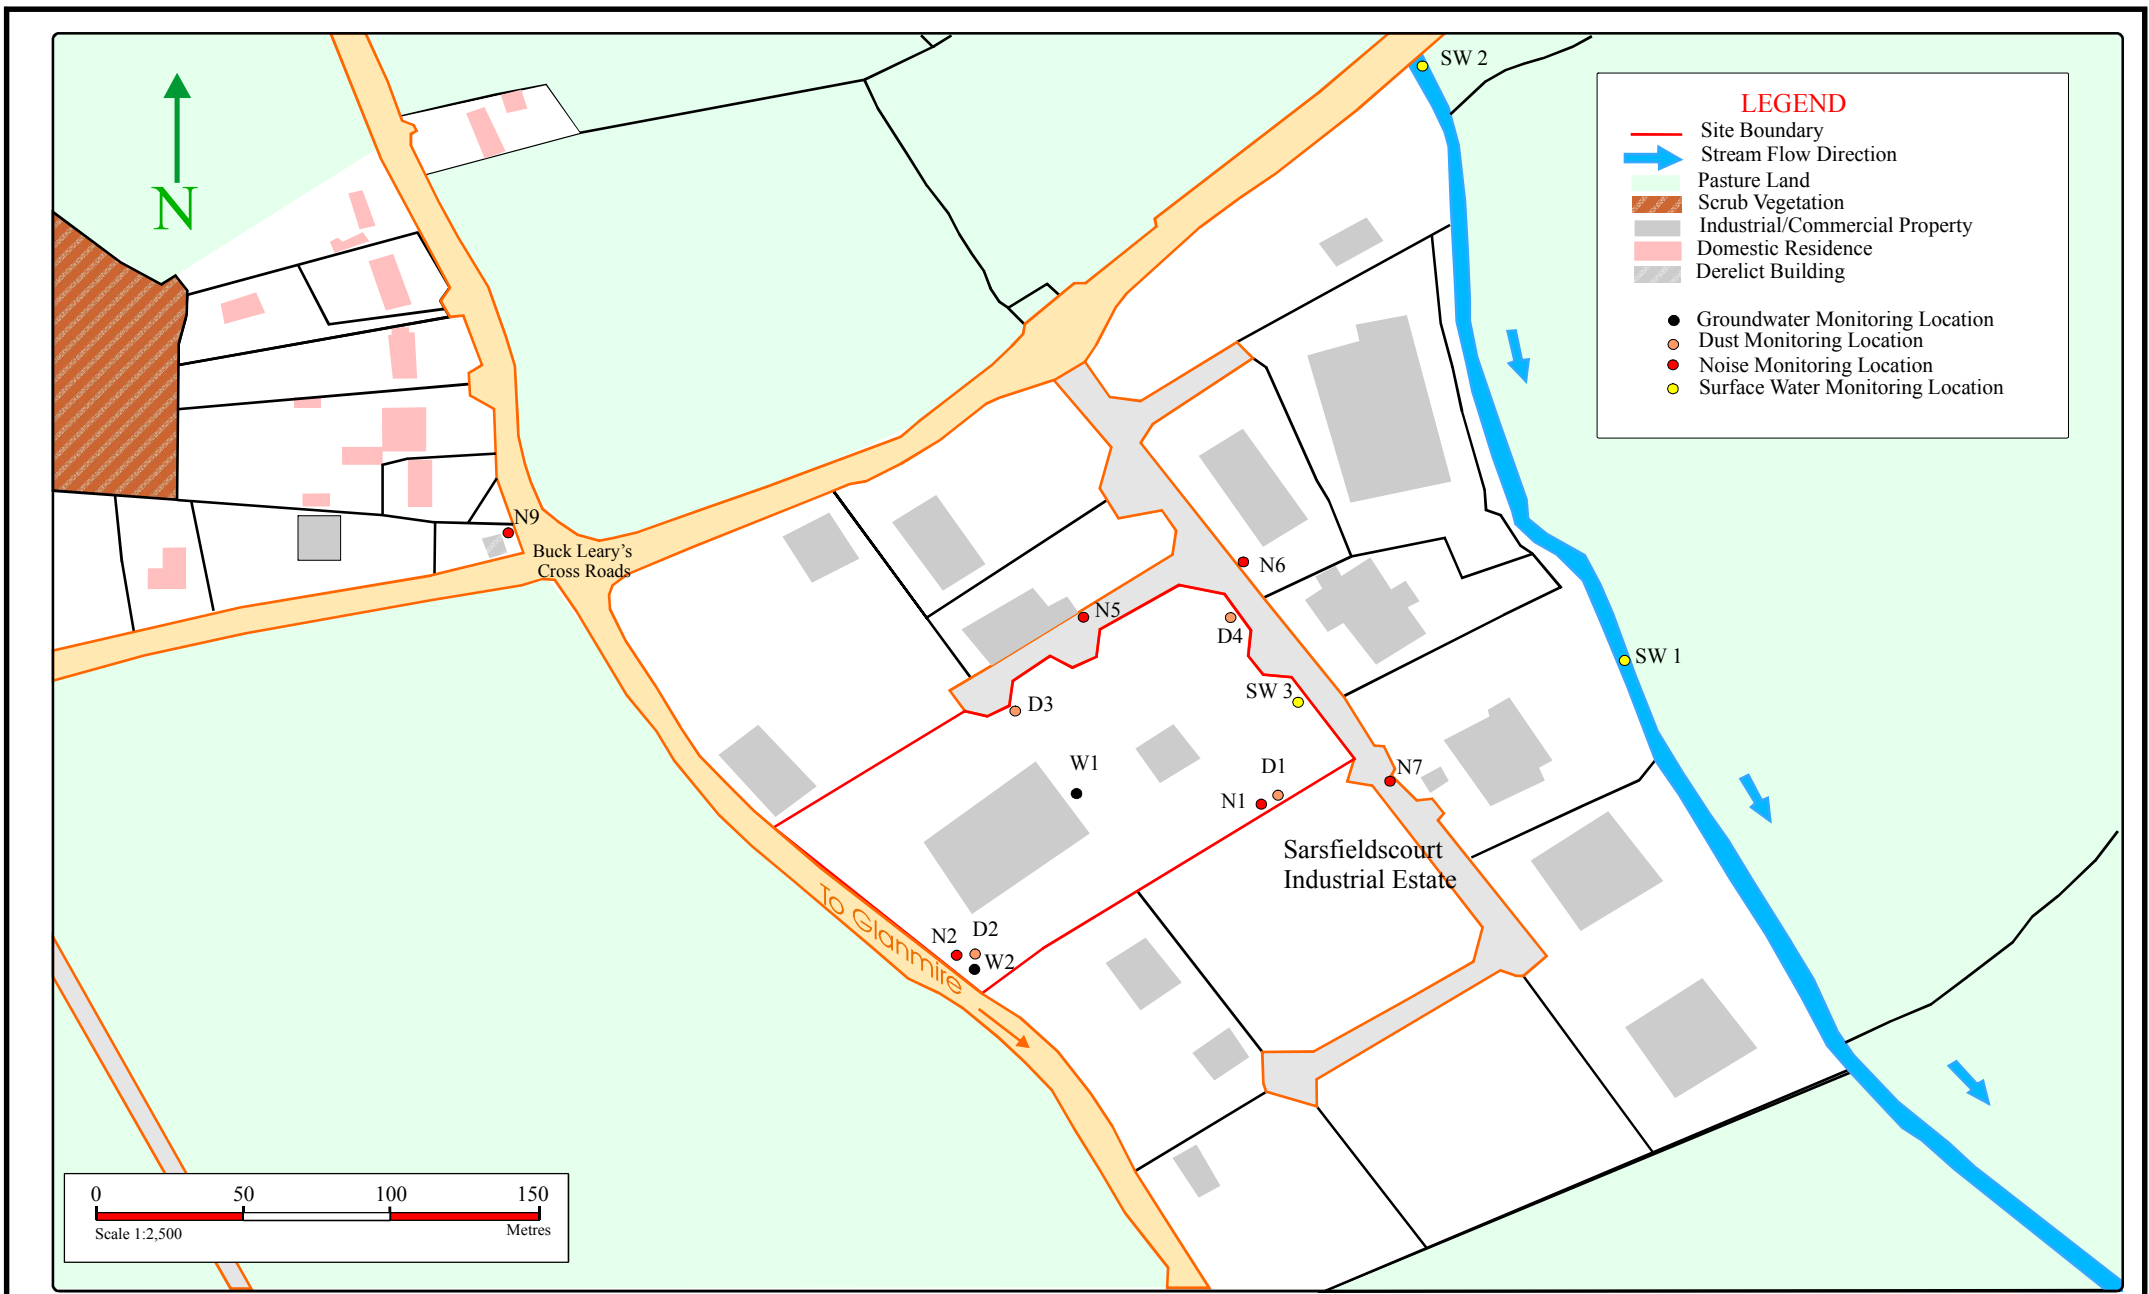 SW 2
LEGEND
Site Boundary
Stream Flow Direction
Pasture Land
Scrub Vegetation
Industrial/Commercial Property
Domestic Residence
Derelict Building
Groundwater Monitoring Location
Dust Monitoring Location
Noise Monitoring Location
Surface Water Monitoring Location
N
N9
Buck Leary's
Cross Roads
N6
N5
D4
SW 1
SW 3
D3
W1
D1
N7
N1
Sarsfieldscourt
Industrial Estate
To Glanmire
N2
D2
W2
0 50 100 150
Scale 1:2,500
Metres